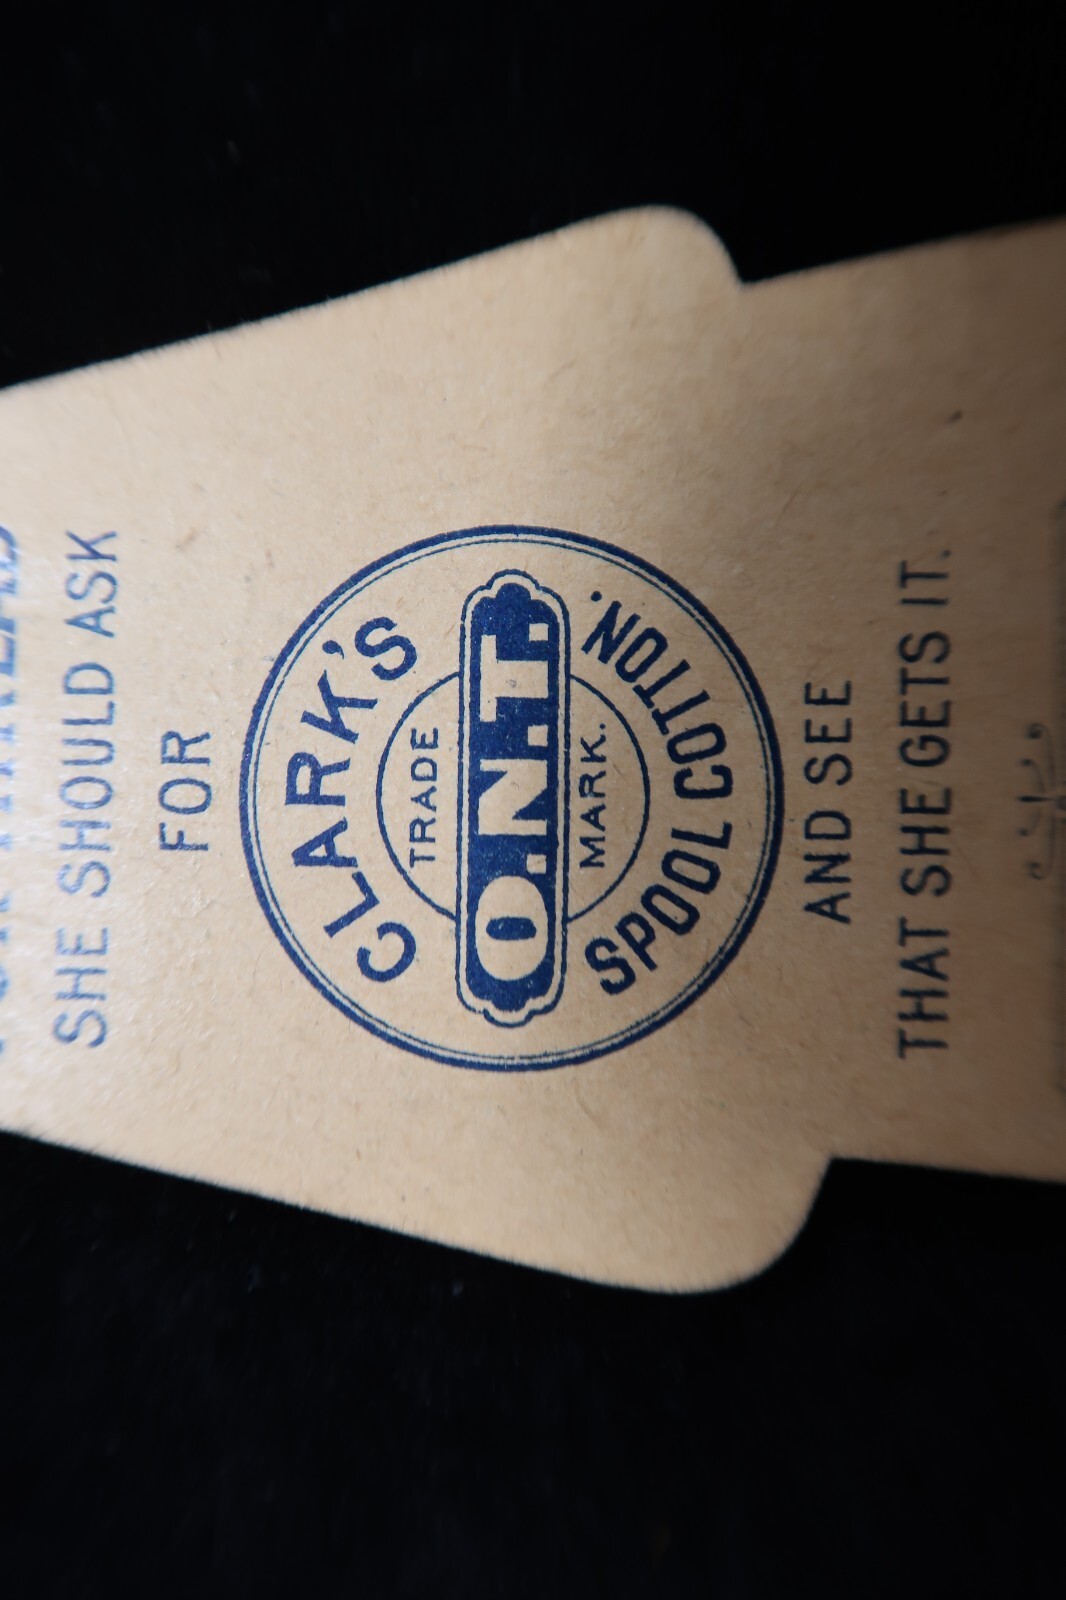 SHE SHOULD ASK
FOR
CLARK'S
TRADE
O.N.T.
MARK.
SPOOL COTTON.
AND SEE
THAT SHE GETS IT.